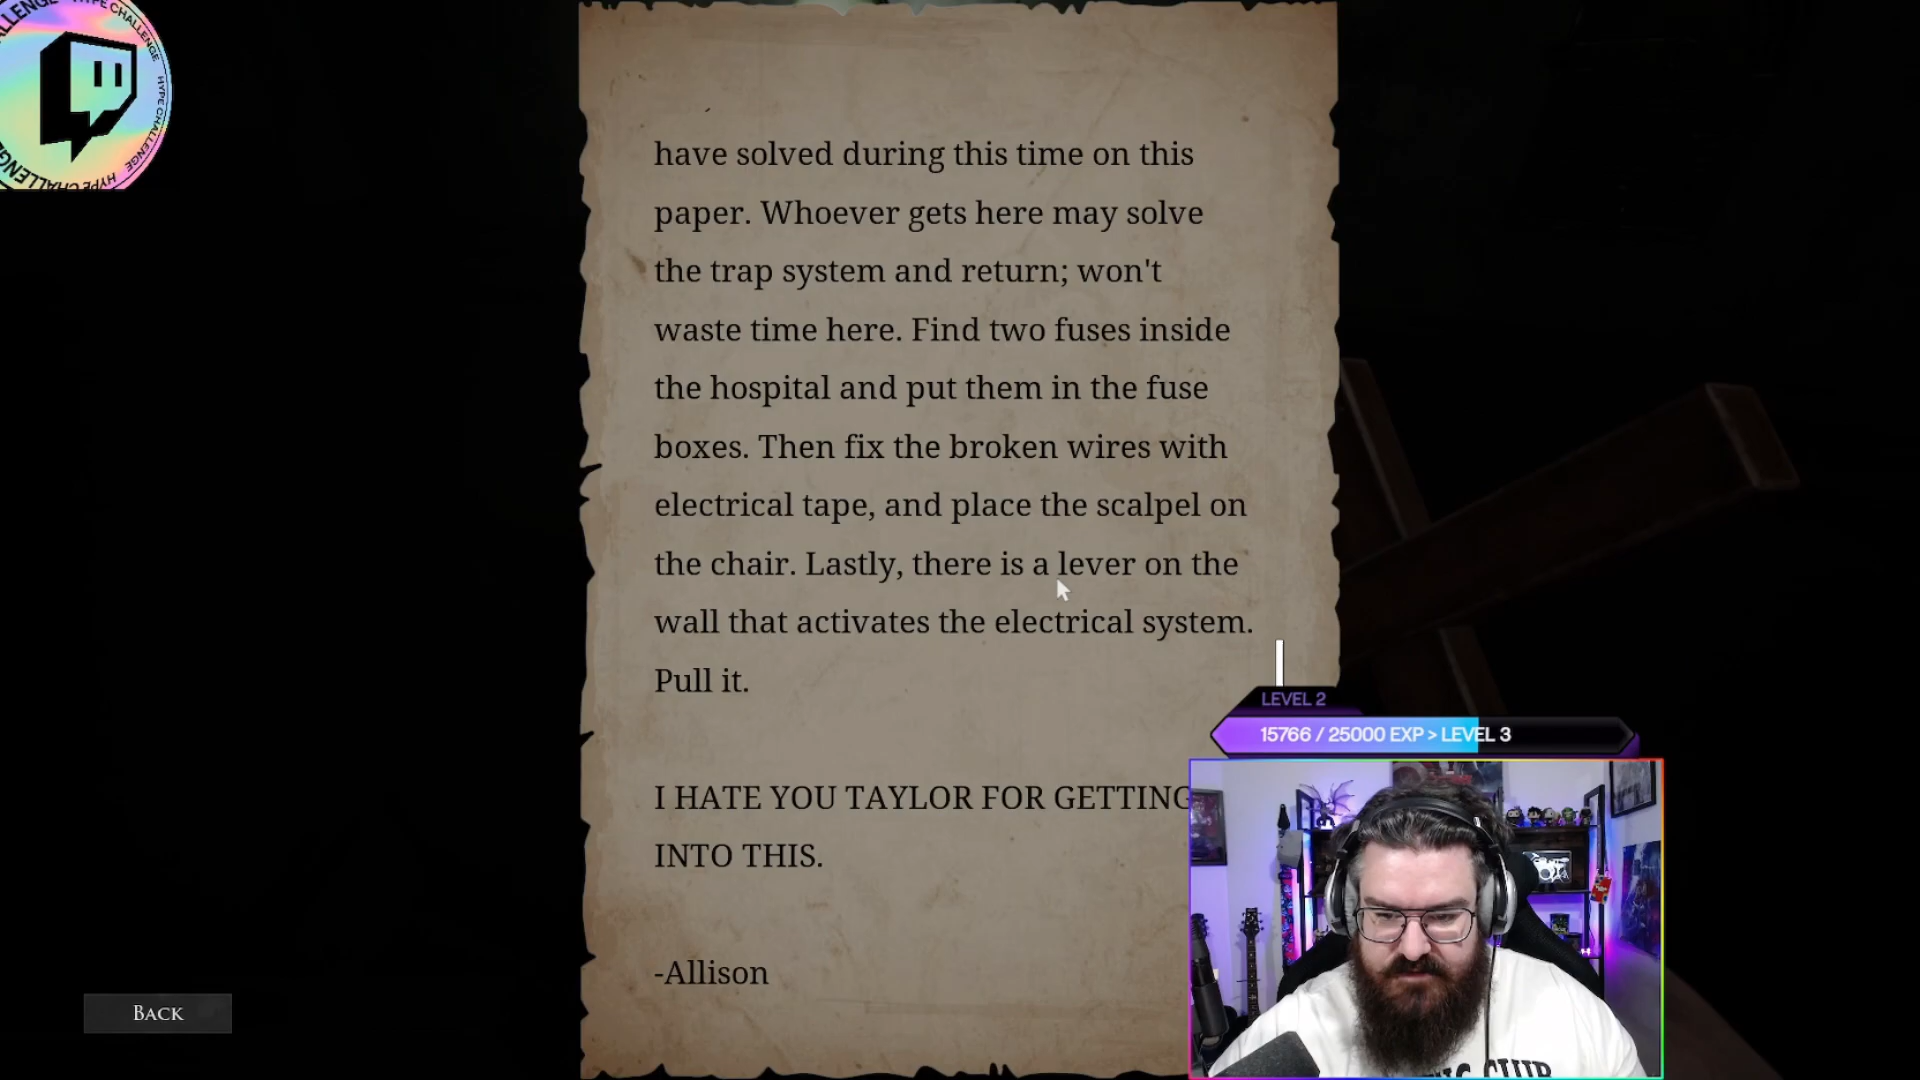 HYPE CHALLENGE
HYPE CHALLENGE
have solved during this time on this
paper. Whoever gets here may solve
the trap system and return; won't
waste time here. Find two fuses inside
the hospital and put them in the fuse
boxes. Then fix the broken wires with
electrical tape, and place the scalpel on
the chair. Lastly, there is a lever on the
wall that activates the electrical system.
Pull it.
LEVEL 2
15766 / 25000 EXP > LEVEL 3
I HATE YOU TAYLOR FOR GETTING
INTO THIS.
-Allison
BACK